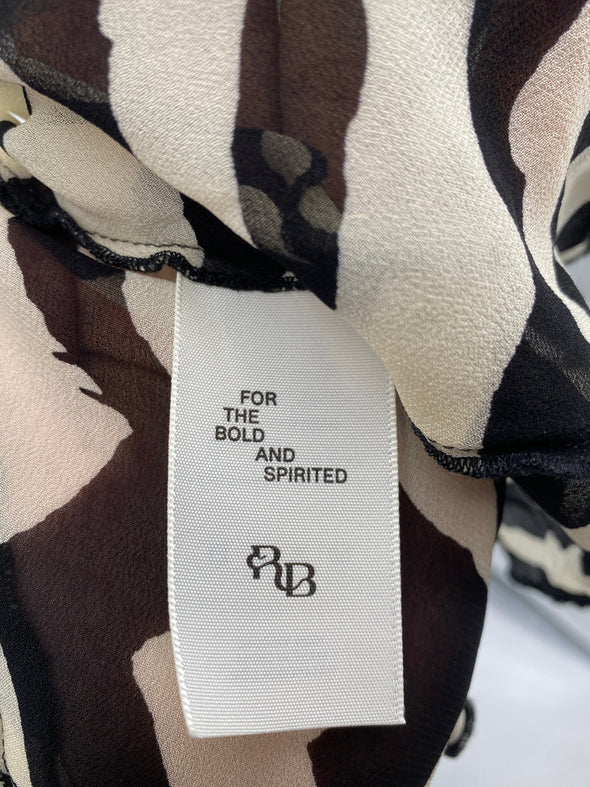 FOR
THE
BOLD
AND
SPIRITED
RB